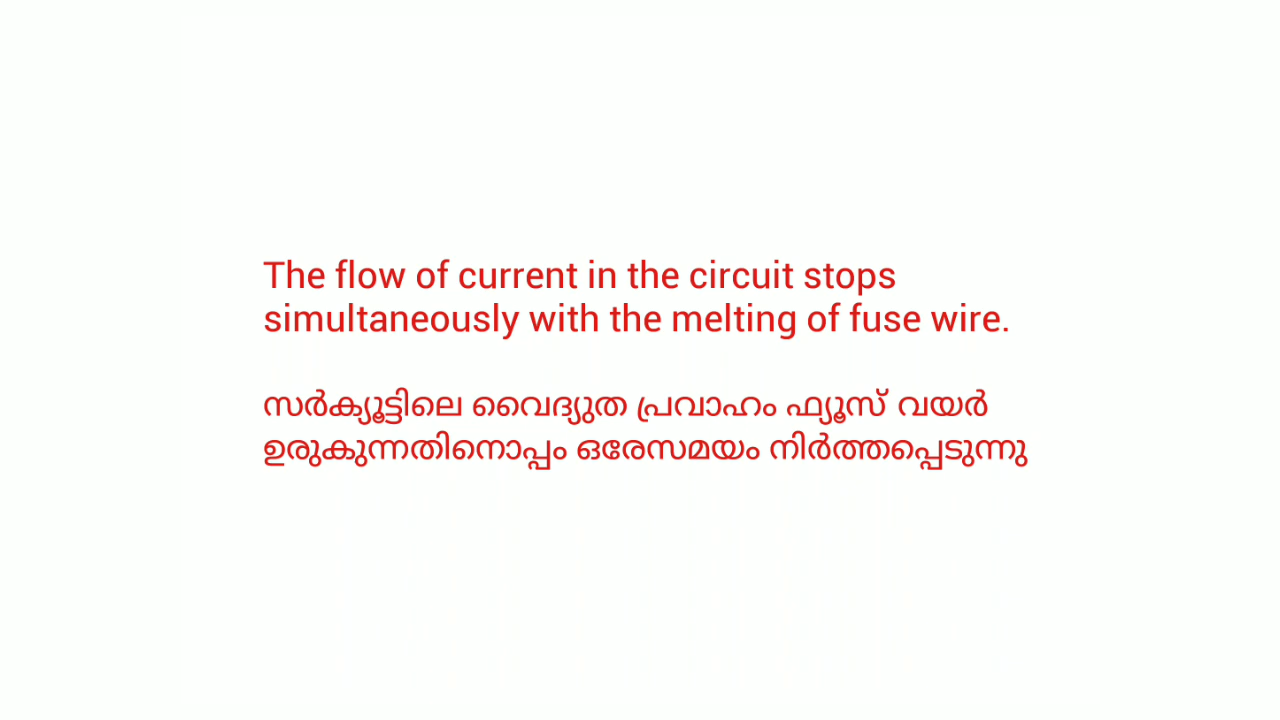 The flow of current in the circuit stops
simultaneously with the melting of fuse wire.
സർക്യൂട്ടിലെ വൈദ്യുത പ്രവാഹം ഫ്യൂസ് വയർ
ഉരുകുന്നതിനൊപ്പം ഒരേസമയം നിർത്തപ്പെടുന്നു